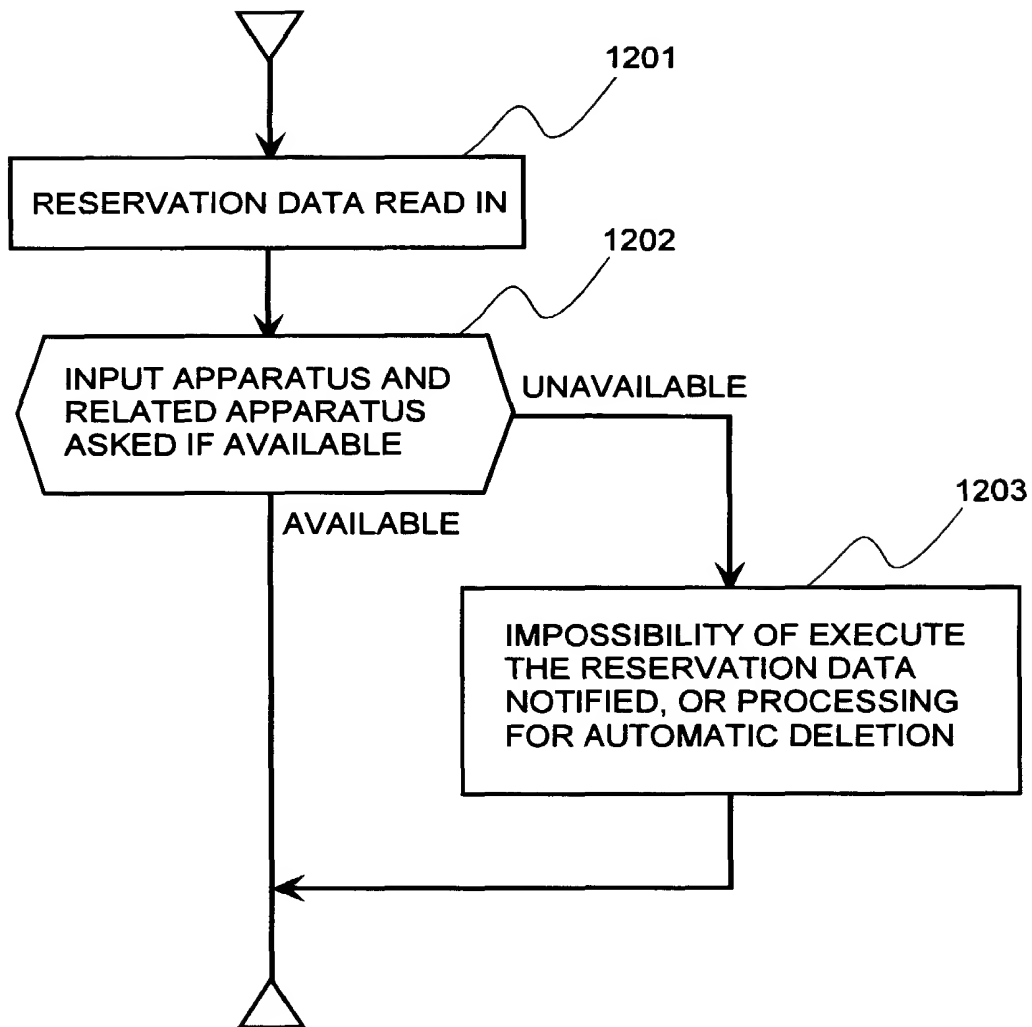 1201
RESERVATION DATA READ IN
1202
INPUT APPARATUS AND
RELATED APPARATUS
ASKED IF AVAILABLE
UNAVAILABLE
AVAILABLE
1203
IMPOSSIBILITY OF EXECUTE
THE RESERVATION DATA
NOTIFIED, OR PROCESSING
FOR AUTOMATIC DELETION